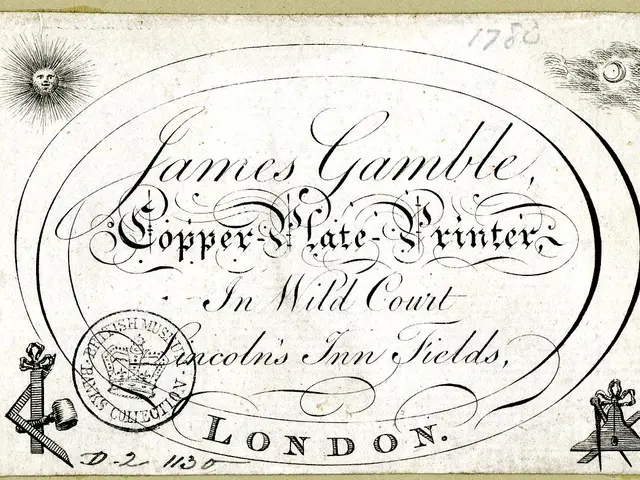 1780
James Gamble,
Copper-Plate-Printer,
In Wild Court
Lincoln's Inn Fields,
LONDON.
BRITISH MUSEUM
BANKS COLLECTION
D-2 1130